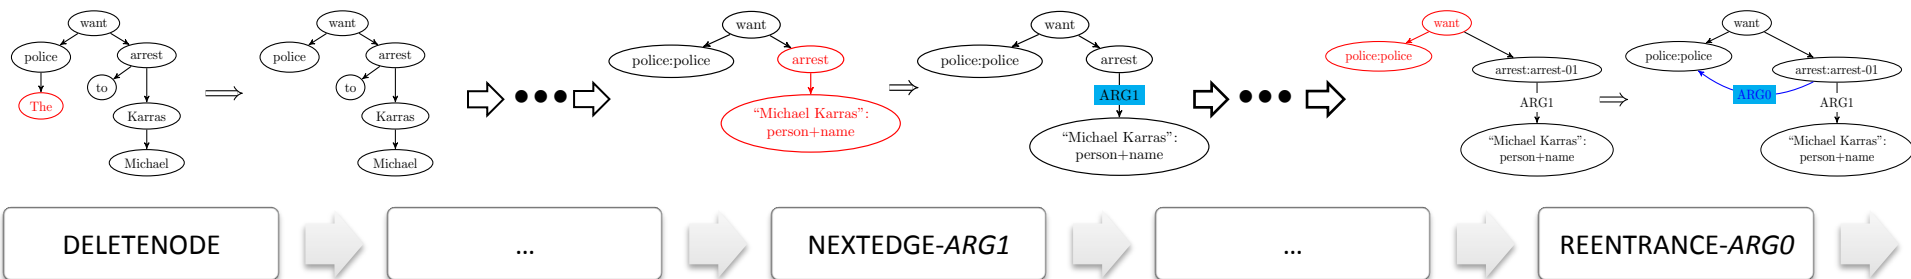 want
police
arrest
The
to
Karras
Michael
want
police
arrest
to
Karras
Michael
want
police:police
arrest
“Michael Karras”:
person+name
want
police:police
arrest
ARG1
“Michael Karras”:
person+name
want
police:police
arrest:arrest-01
ARG1
“Michael Karras”:
person+name
want
police:police
arrest:arrest-01
ARG0
ARG1
“Michael Karras”:
person+name
DELETENODE
...
NEXTEDGE-ARG1
...
REENTRANCE-ARG0